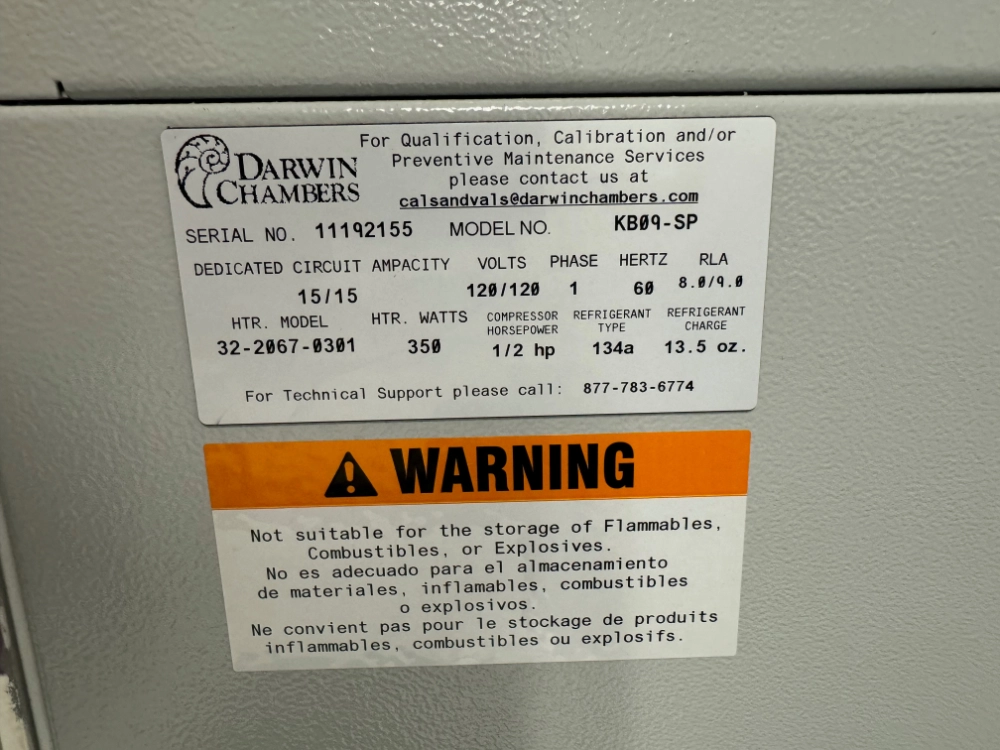 DARWIN
CHAMBERS
For Qualification, Calibration and/or
Preventive Maintenance Services
please contact us at
calsandvals@darwinchambers.com
SERIAL NO. 11192155 MODEL NO. KB09-SP
DEDICATED CIRCUIT AMPACITY VOLTS PHASE HERTZ RLA
15/15 120/120 1 60 8.0/9.0
HTR. MODEL HTR. WATTS COMPRESSOR HORSEPOWER REFRIGERANT TYPE REFRIGERANT CHARGE
32-2067-0301 350 1/2 hp 134a 13.5 oz.
For Technical Support please call: 877-783-6774
WARNING
Not suitable for the storage of Flammables,
Combustibles, or Explosives.
No es adecuado para el almacenamiento
de materiales, inflamables, combustibles
o explosivos.
Ne convient pas pour le stockage de produits
inflammables, combustibles ou explosifs.